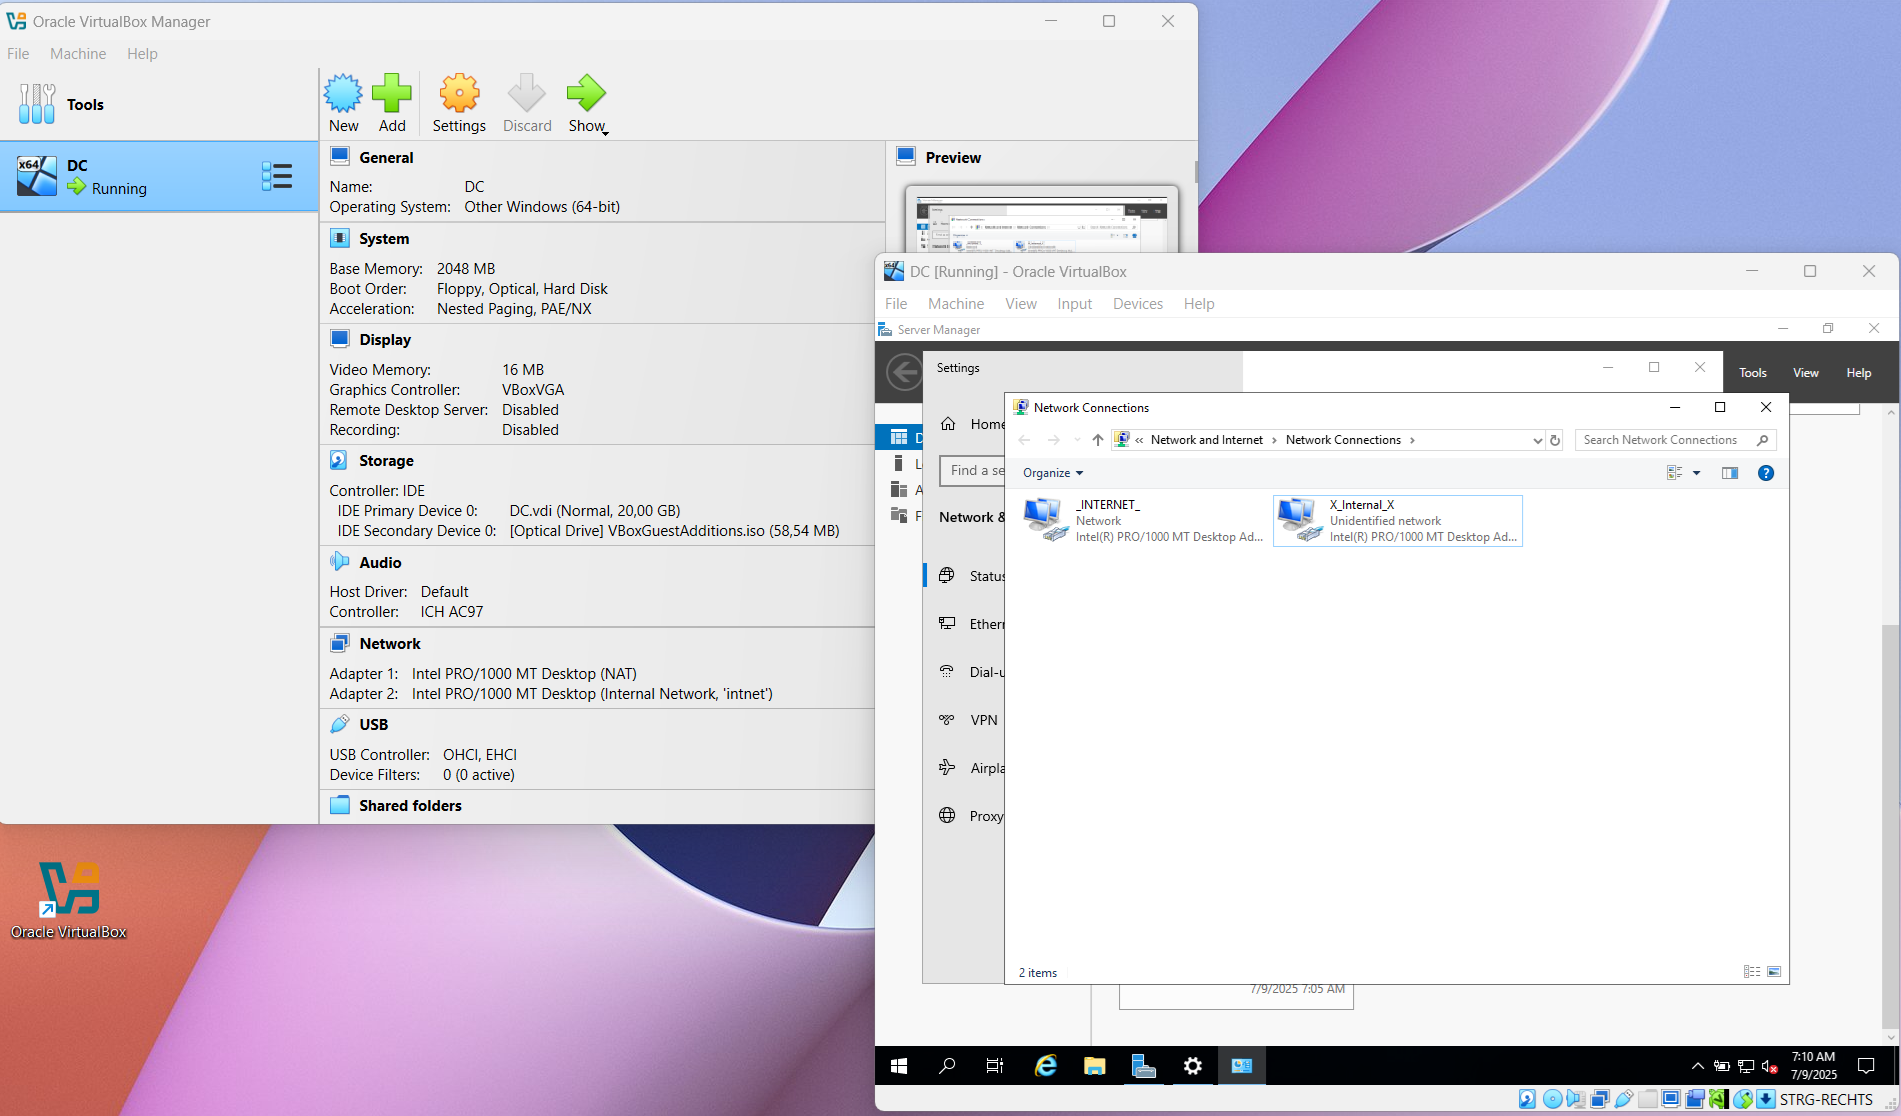 Oracle VirtualBox Manager
File Machine Help
Tools
New Add Settings Discard Show
x64
DC
Running
General
Name: DC
Operating System: Other Windows (64-bit)
System
Base Memory: 2048 MB
Boot Order: Floppy, Optical, Hard Disk
Acceleration: Nested Paging, PAE/NX
Display
Video Memory: 16 MB
Graphics Controller: VBoxVGA
Remote Desktop Server: Disabled
Recording: Disabled
Storage
Controller: IDE
IDE Primary Device 0: DC.vdi (Normal, 20,00 GB)
IDE Secondary Device 0: [Optical Drive] VBoxGuestAdditions.iso (58,54 MB)
Audio
Host Driver: Default
Controller: ICH AC97
Network
Adapter 1: Intel PRO/1000 MT Desktop (NAT)
Adapter 2: Intel PRO/1000 MT Desktop (Internal Network, 'intnet')
USB
USB Controller: OHCI, EHCI
Device Filters: 0 (0 active)
Shared folders
Preview
Oracle VirtualBox
DC [Running] - Oracle VirtualBox
File Machine View Input Devices Help
Server Manager
Tools View Help
Settings
Home
Find a se
Network &
Status
Ethern
Dial-u
VPN
Airpla
Proxy
Network Connections
« Network and Internet › Network Connections ›
Search Network Connections
Organize
_INTERNET_
Network
Intel(R) PRO/1000 MT Desktop Ad...
X_Internal_X
Unidentified network
Intel(R) PRO/1000 MT Desktop Ad...
2 items
7/9/2025 7:05 AM
7:10 AM
7/9/2025
STRG-RECHTS